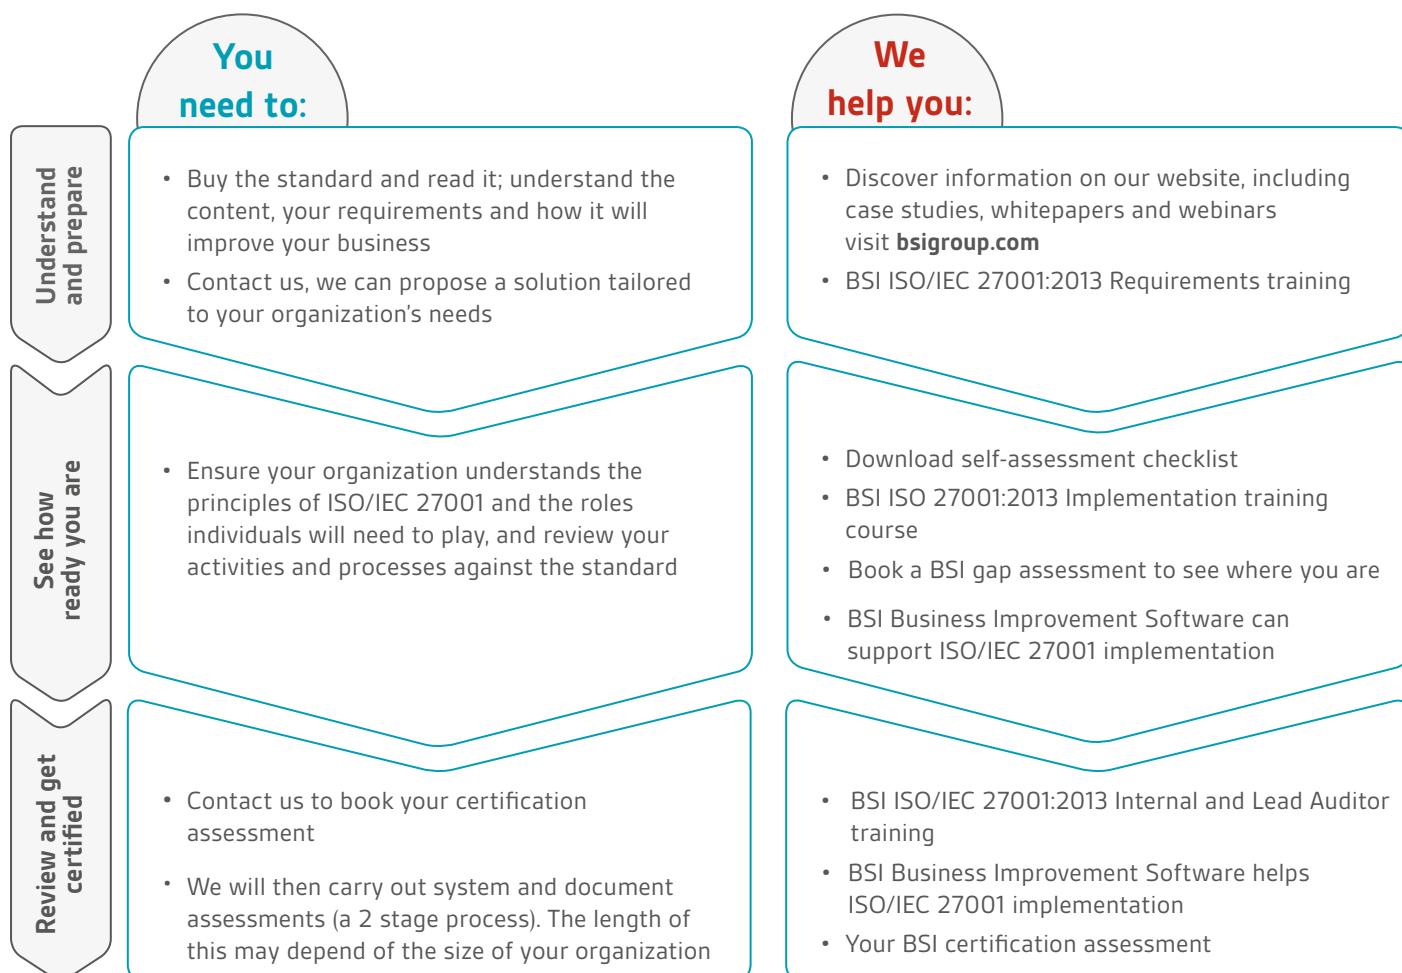 You
need to:
We
help you:
Understand
and prepare
• Buy the standard and read it; understand the
content, your requirements and how it will
improve your business
• Contact us, we can propose a solution tailored
to your organization's needs
• Discover information on our website, including
case studies, whitepapers and webinars
visit bsigroup.com
• BSI ISO/IEC 27001:2013 Requirements training
See how
ready you are
• Ensure your organization understands the
principles of ISO/IEC 27001 and the roles
individuals will need to play, and review your
activities and processes against the standard
• Download self-assessment checklist
• BSI ISO 27001:2013 Implementation training
course
• Book a BSI gap assessment to see where you are
• BSI Business Improvement Software can
support ISO/IEC 27001 implementation
Review and get
certified
• Contact us to book your certification
assessment
• We will then carry out system and document
assessments (a 2 stage process). The length of
this may depend of the size of your organization
• BSI ISO/IEC 27001:2013 Internal and Lead Auditor
training
• BSI Business Improvement Software helps
ISO/IEC 27001 implementation
• Your BSI certification assessment